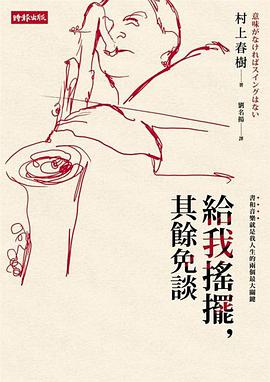 時報出版
意味がなければスイングはない
村上春樹 著
劉名揚 譯
書和音樂就是我人生的兩個最大關鍵
給我搖擺，
其餘免談